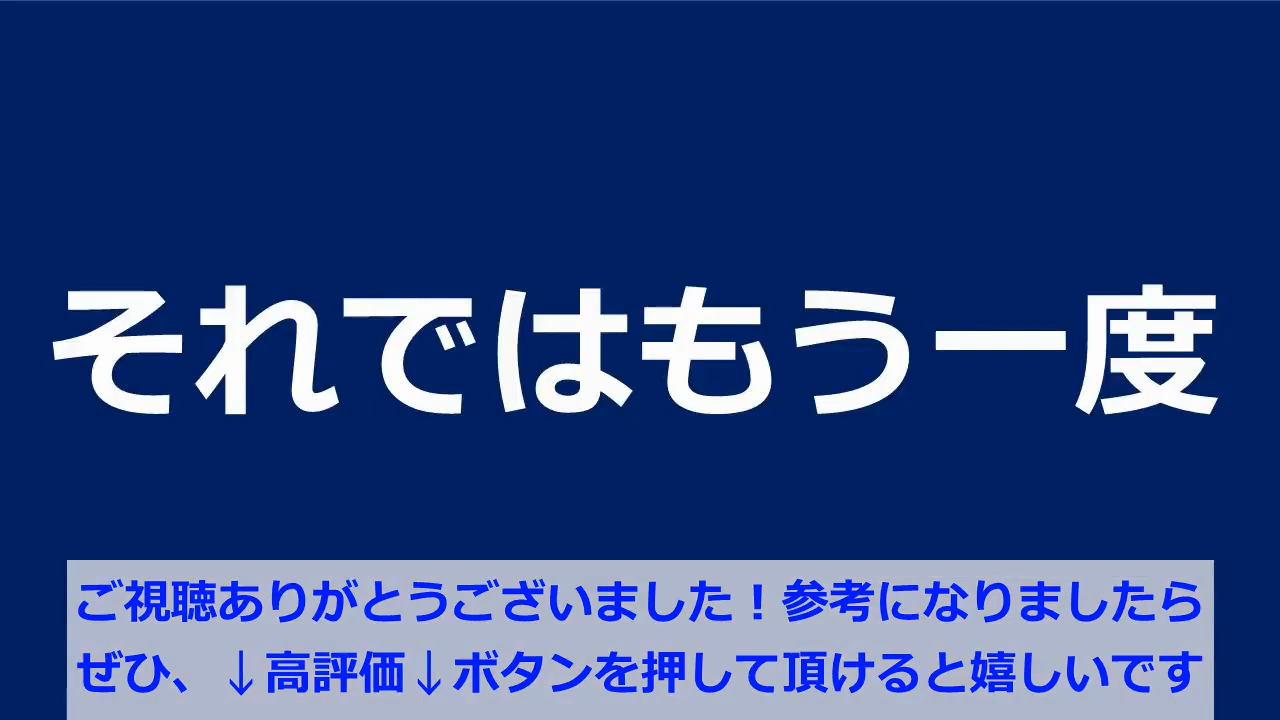 それではもう一度
ご視聴ありがとうございました！参考になりましたら
ぜひ、↓高評価↓ボタンを押して頂けると嬉しいです